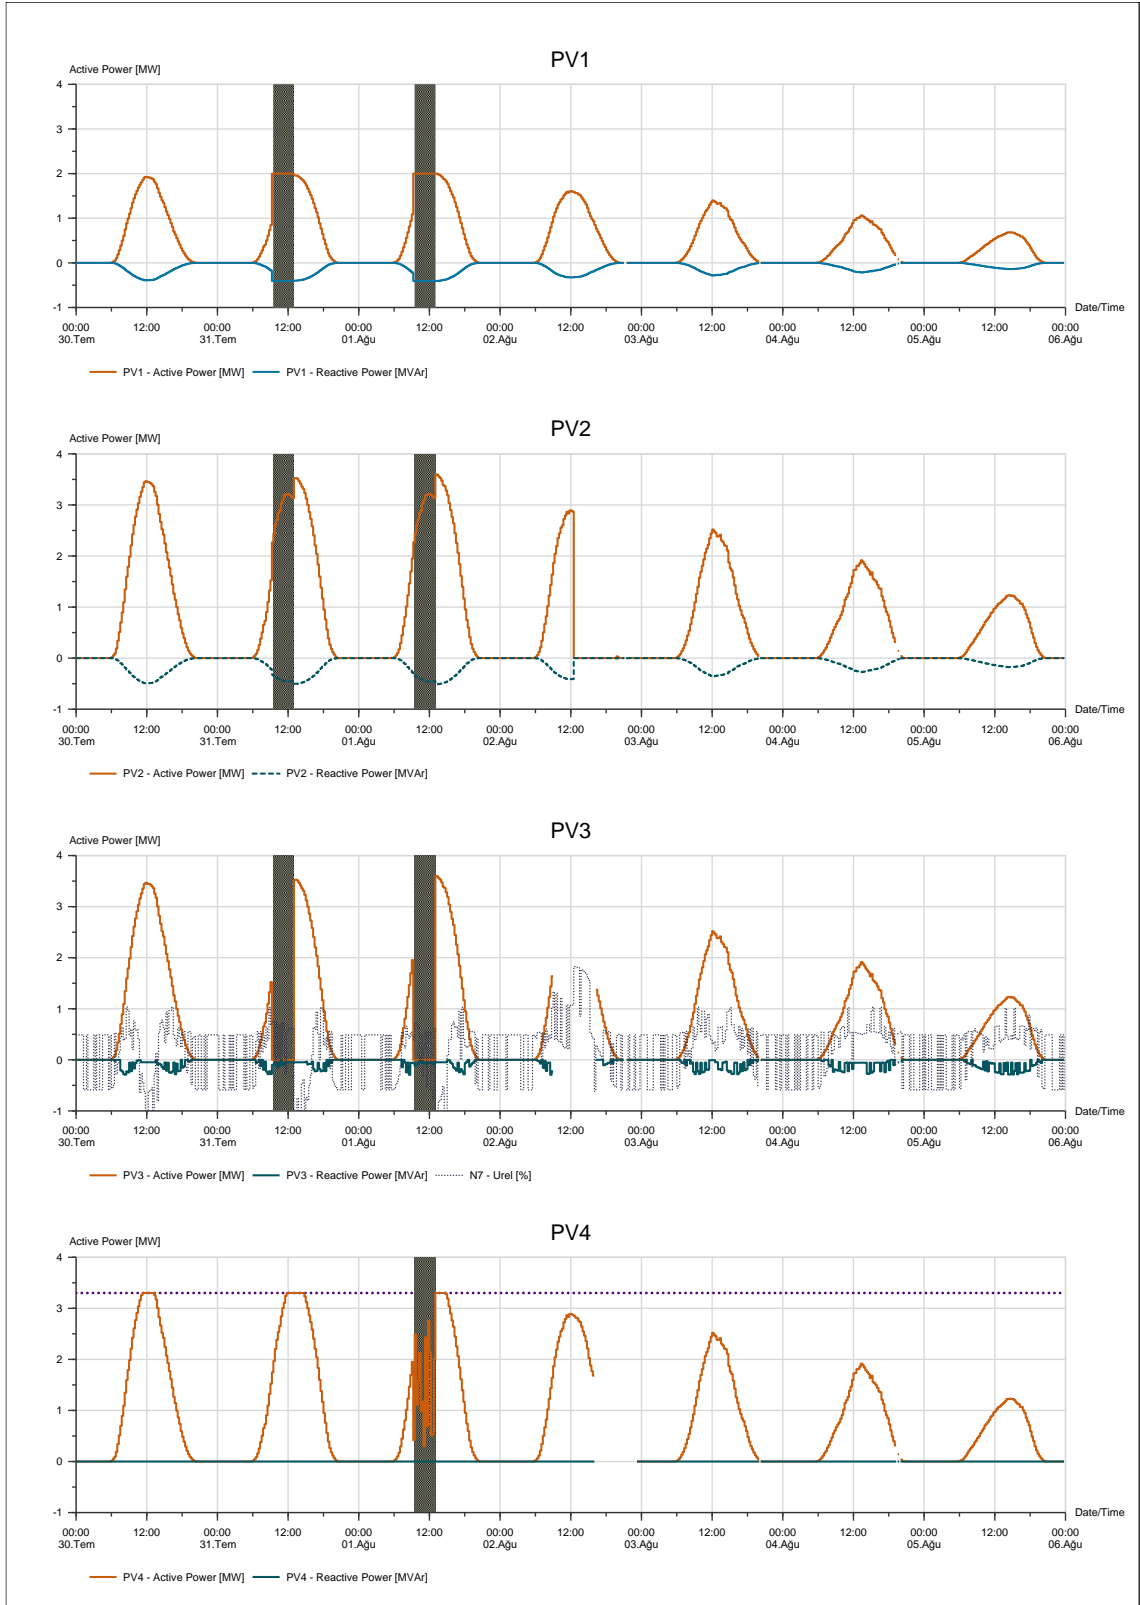 PV1
Active Power [MW]
4
3
2
1
0
-1
Date/Time
00:00 12:00 00:00 12:00 00:00 12:00 00:00 12:00 00:00 12:00 00:00 12:00 00:00 12:00 00:00
30.Tem 31.Tem 01.Ağu 02.Ağu 03.Ağu 04.Ağu 05.Ağu 06.Ağu
PV1 - Active Power [MW] PV1 - Reactive Power [MVAr]
PV2
Active Power [MW]
4
3
2
1
0
-1
Date/Time
00:00 12:00 00:00 12:00 00:00 12:00 00:00 12:00 00:00 12:00 00:00 12:00 00:00 12:00 00:00
30.Tem 31.Tem 01.Ağu 02.Ağu 03.Ağu 04.Ağu 05.Ağu 06.Ağu
PV2 - Active Power [MW] PV2 - Reactive Power [MVAr]
PV3
Active Power [MW]
4
3
2
1
0
-1
Date/Time
00:00 12:00 00:00 12:00 00:00 12:00 00:00 12:00 00:00 12:00 00:00 12:00 00:00 12:00 00:00
30.Tem 31.Tem 01.Ağu 02.Ağu 03.Ağu 04.Ağu 05.Ağu 06.Ağu
PV3 - Active Power [MW] PV3 - Reactive Power [MVAr] N7 - Urel [%]
PV4
Active Power [MW]
4
3
2
1
0
-1
Date/Time
00:00 12:00 00:00 12:00 00:00 12:00 00:00 12:00 00:00 12:00 00:00 12:00 00:00 12:00 00:00
30.Tem 31.Tem 01.Ağu 02.Ağu 03.Ağu 04.Ağu 05.Ağu 06.Ağu
PV4 - Active Power [MW] PV4 - Reactive Power [MVAr]